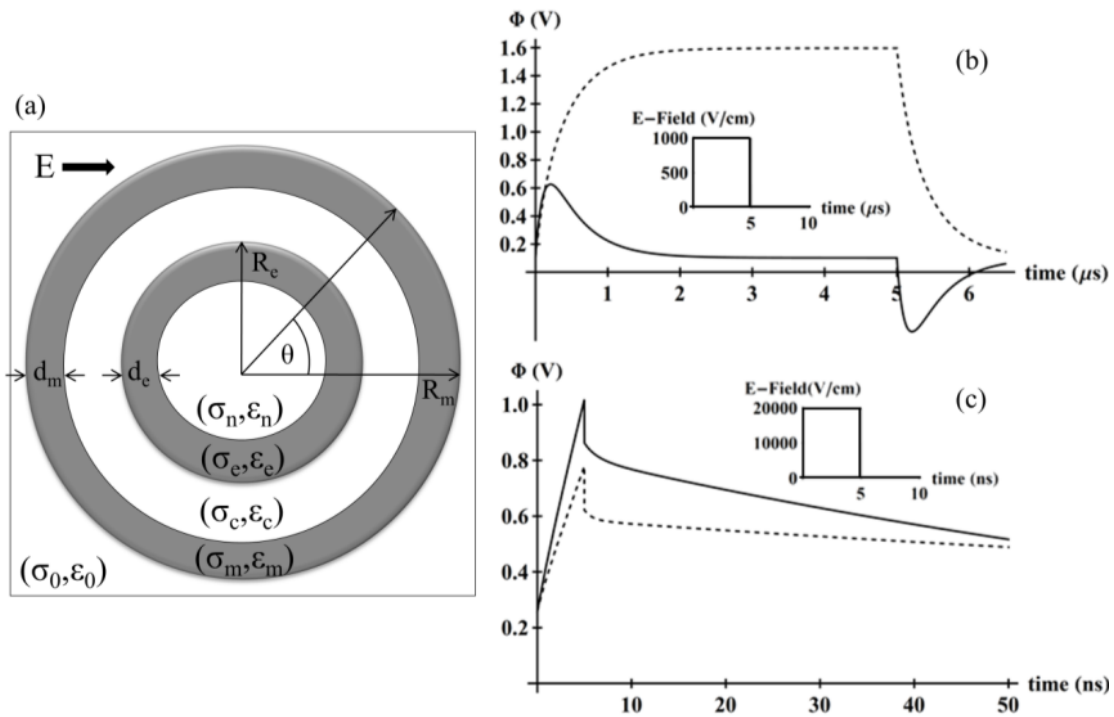 (a)
E
R_e
θ
d_m
d_e
R_m
(σ_n,ε_n)
(σ_e,ε_e)
(σ_c,ε_c)
(σ_m,ε_m)
(σ_0,ε_0)
Φ (V)
(b)
1.6
1.4
1.2
1.0
0.8
0.6
0.4
0.2
E−Field (V/cm)
1000
500
0
5
10
time (μs)
1
2
3
4
5
6
time (μs)
Φ (V)
(c)
1.0
0.8
0.6
0.4
0.2
E−Field(V/cm)
20000
10000
0
5
10
time (ns)
10
20
30
40
50
time (ns)